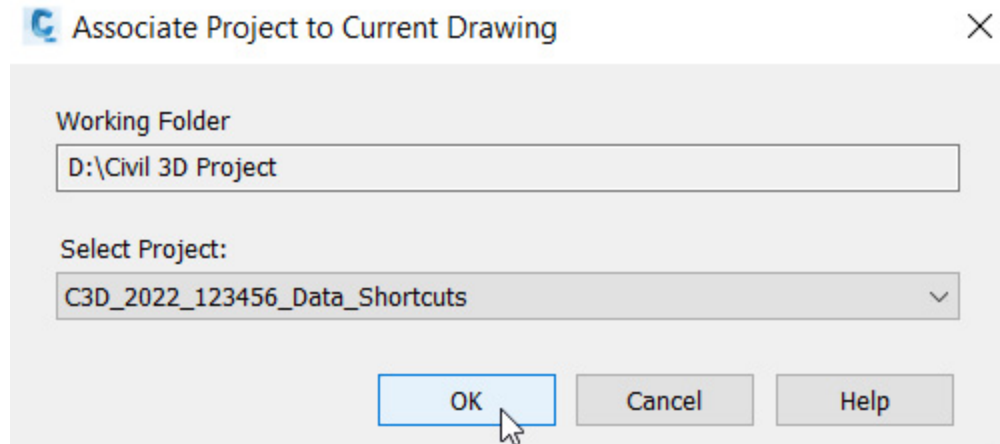 Associate Project to Current Drawing
Working Folder
D:\Civil 3D Project
Select Project:
C3D_2022_123456_Data_Shortcuts
OK Cancel Help